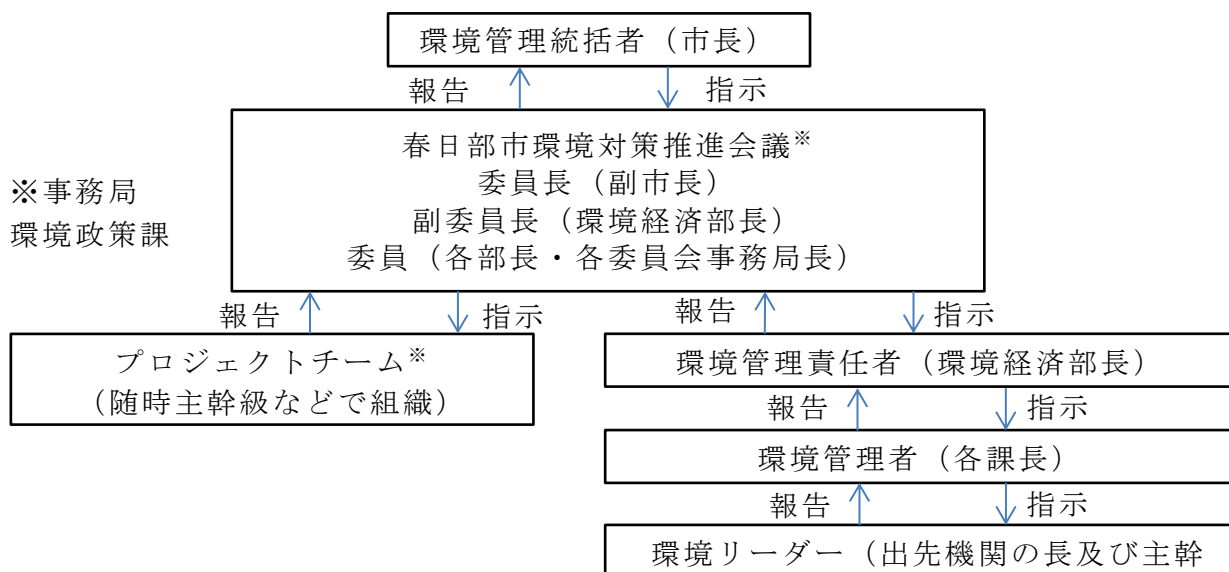 環境管理統括者（市長）
報告
指示
春日部市環境対策推進会議※
委員長（副市長）
副委員長（環境経済部長）
委員（各部長・各委員会事務局長）
※事務局
環境政策課
報告
指示
報告
指示
プロジェクトチーム※
（随時主幹級などで組織）
環境管理責任者（環境経済部長）
報告
指示
環境管理者（各課長）
報告
指示
環境リーダー（出先機関の長及び主幹